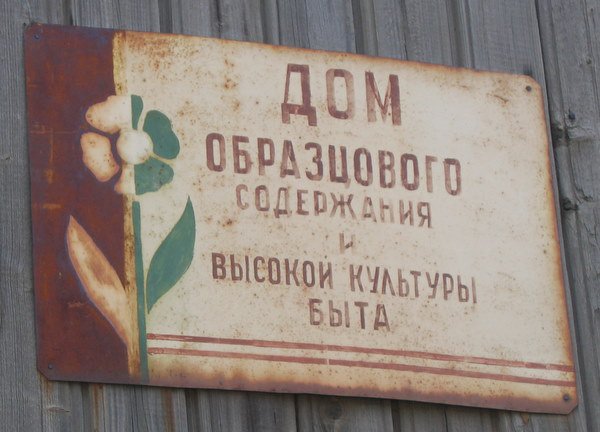 ДОМ
ОБРАЗЦОВОГО
СОДЕРЖАНИЯ
И
ВЫСОКОЙ КУЛЬТУРЫ
БЫТА